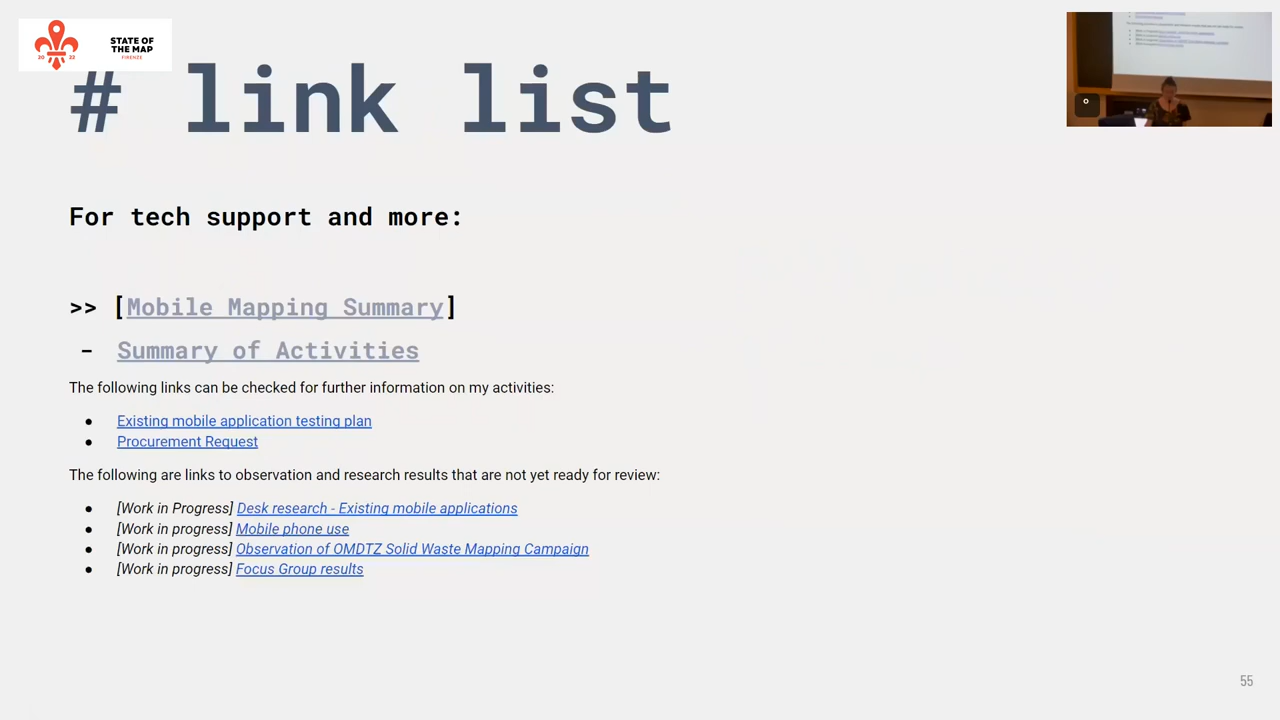 20 22
STATE OF
THE MAP
FIRENZE
# link list
For tech support and more:
>> [Mobile Mapping Summary]
- Summary of Activities
The following links can be checked for further information on my activities:
● Existing mobile application testing plan
● Procurement Request
The following are links to observation and research results that are not yet ready for review:
● [Work in Progress] Desk research - Existing mobile applications
● [Work in progress] Mobile phone use
● [Work in progress] Observation of OMDTZ Solid Waste Mapping Campaign
● [Work in progress] Focus Group results
55